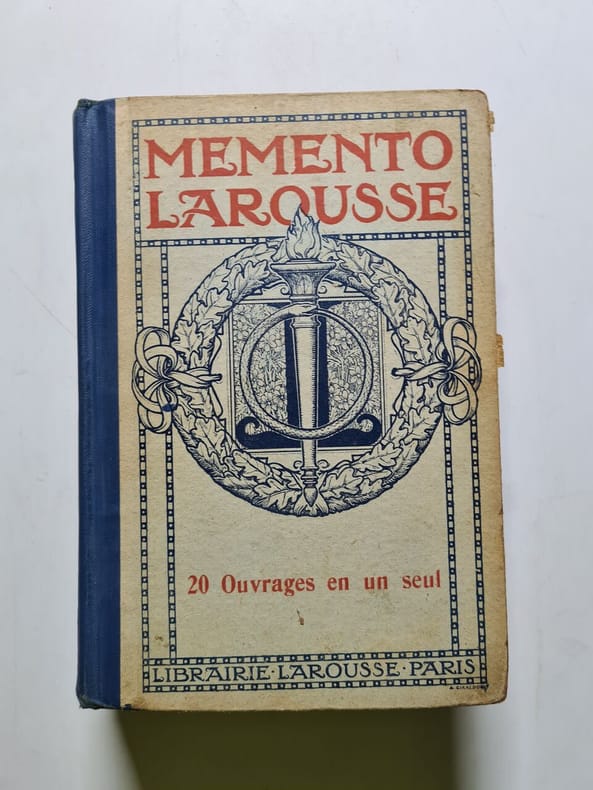 MEMENTO
LAROUSSE
L
20 Ouvrages en un seul
LIBRAIRIE·LAROUSSE·PARIS